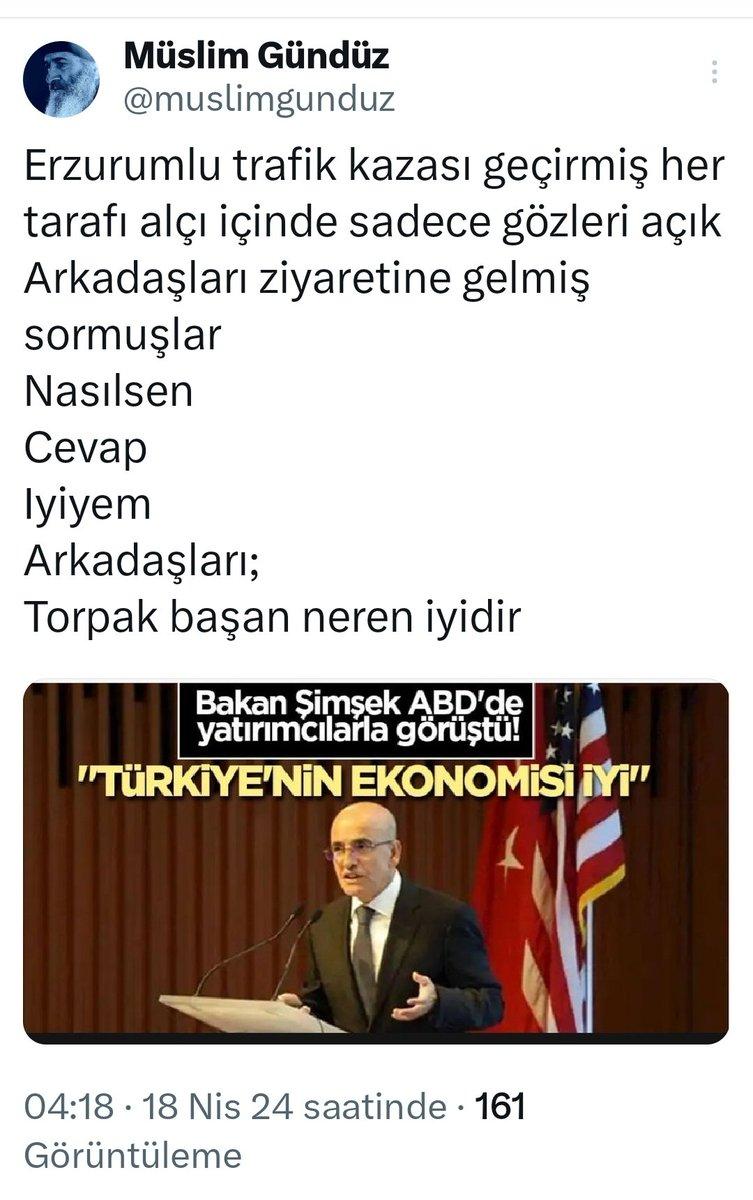 Müslim Gündüz
@muslimgunduz
Erzurumlu trafik kazası geçirmiş her
tarafı alçı içinde sadece gözleri açık
Arkadaşları ziyaretine gelmiş
sormuşlar
Nasılsen
Cevap
Iyiyem
Arkadaşları;
Torpak başan neren iyidir
Bakan Şimşek ABD'de
yatırımcılarla görüştü!
"TÜRKİYE'NİN EKONOMİSİ İYİ"
04:18 · 18 Nis 24 saatinde · 161
Görüntüleme